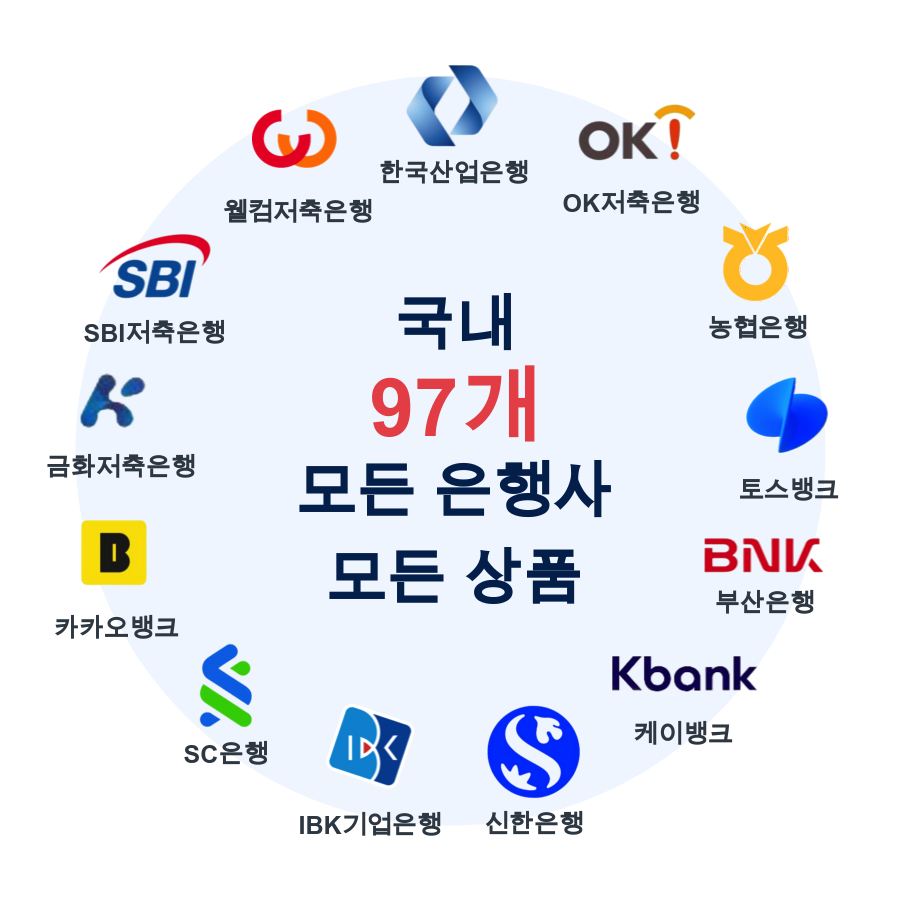 한국산업은행
웰컴저축은행
OK!
OK저축은행
SBI
SBI저축은행
농협은행
국내
97개
모든 은행사
모든 상품
금화저축은행
토스뱅크
B
카카오뱅크
BNK
부산은행
Kbank
케이뱅크
SC은행
IBK
IBK기업은행
S
신한은행